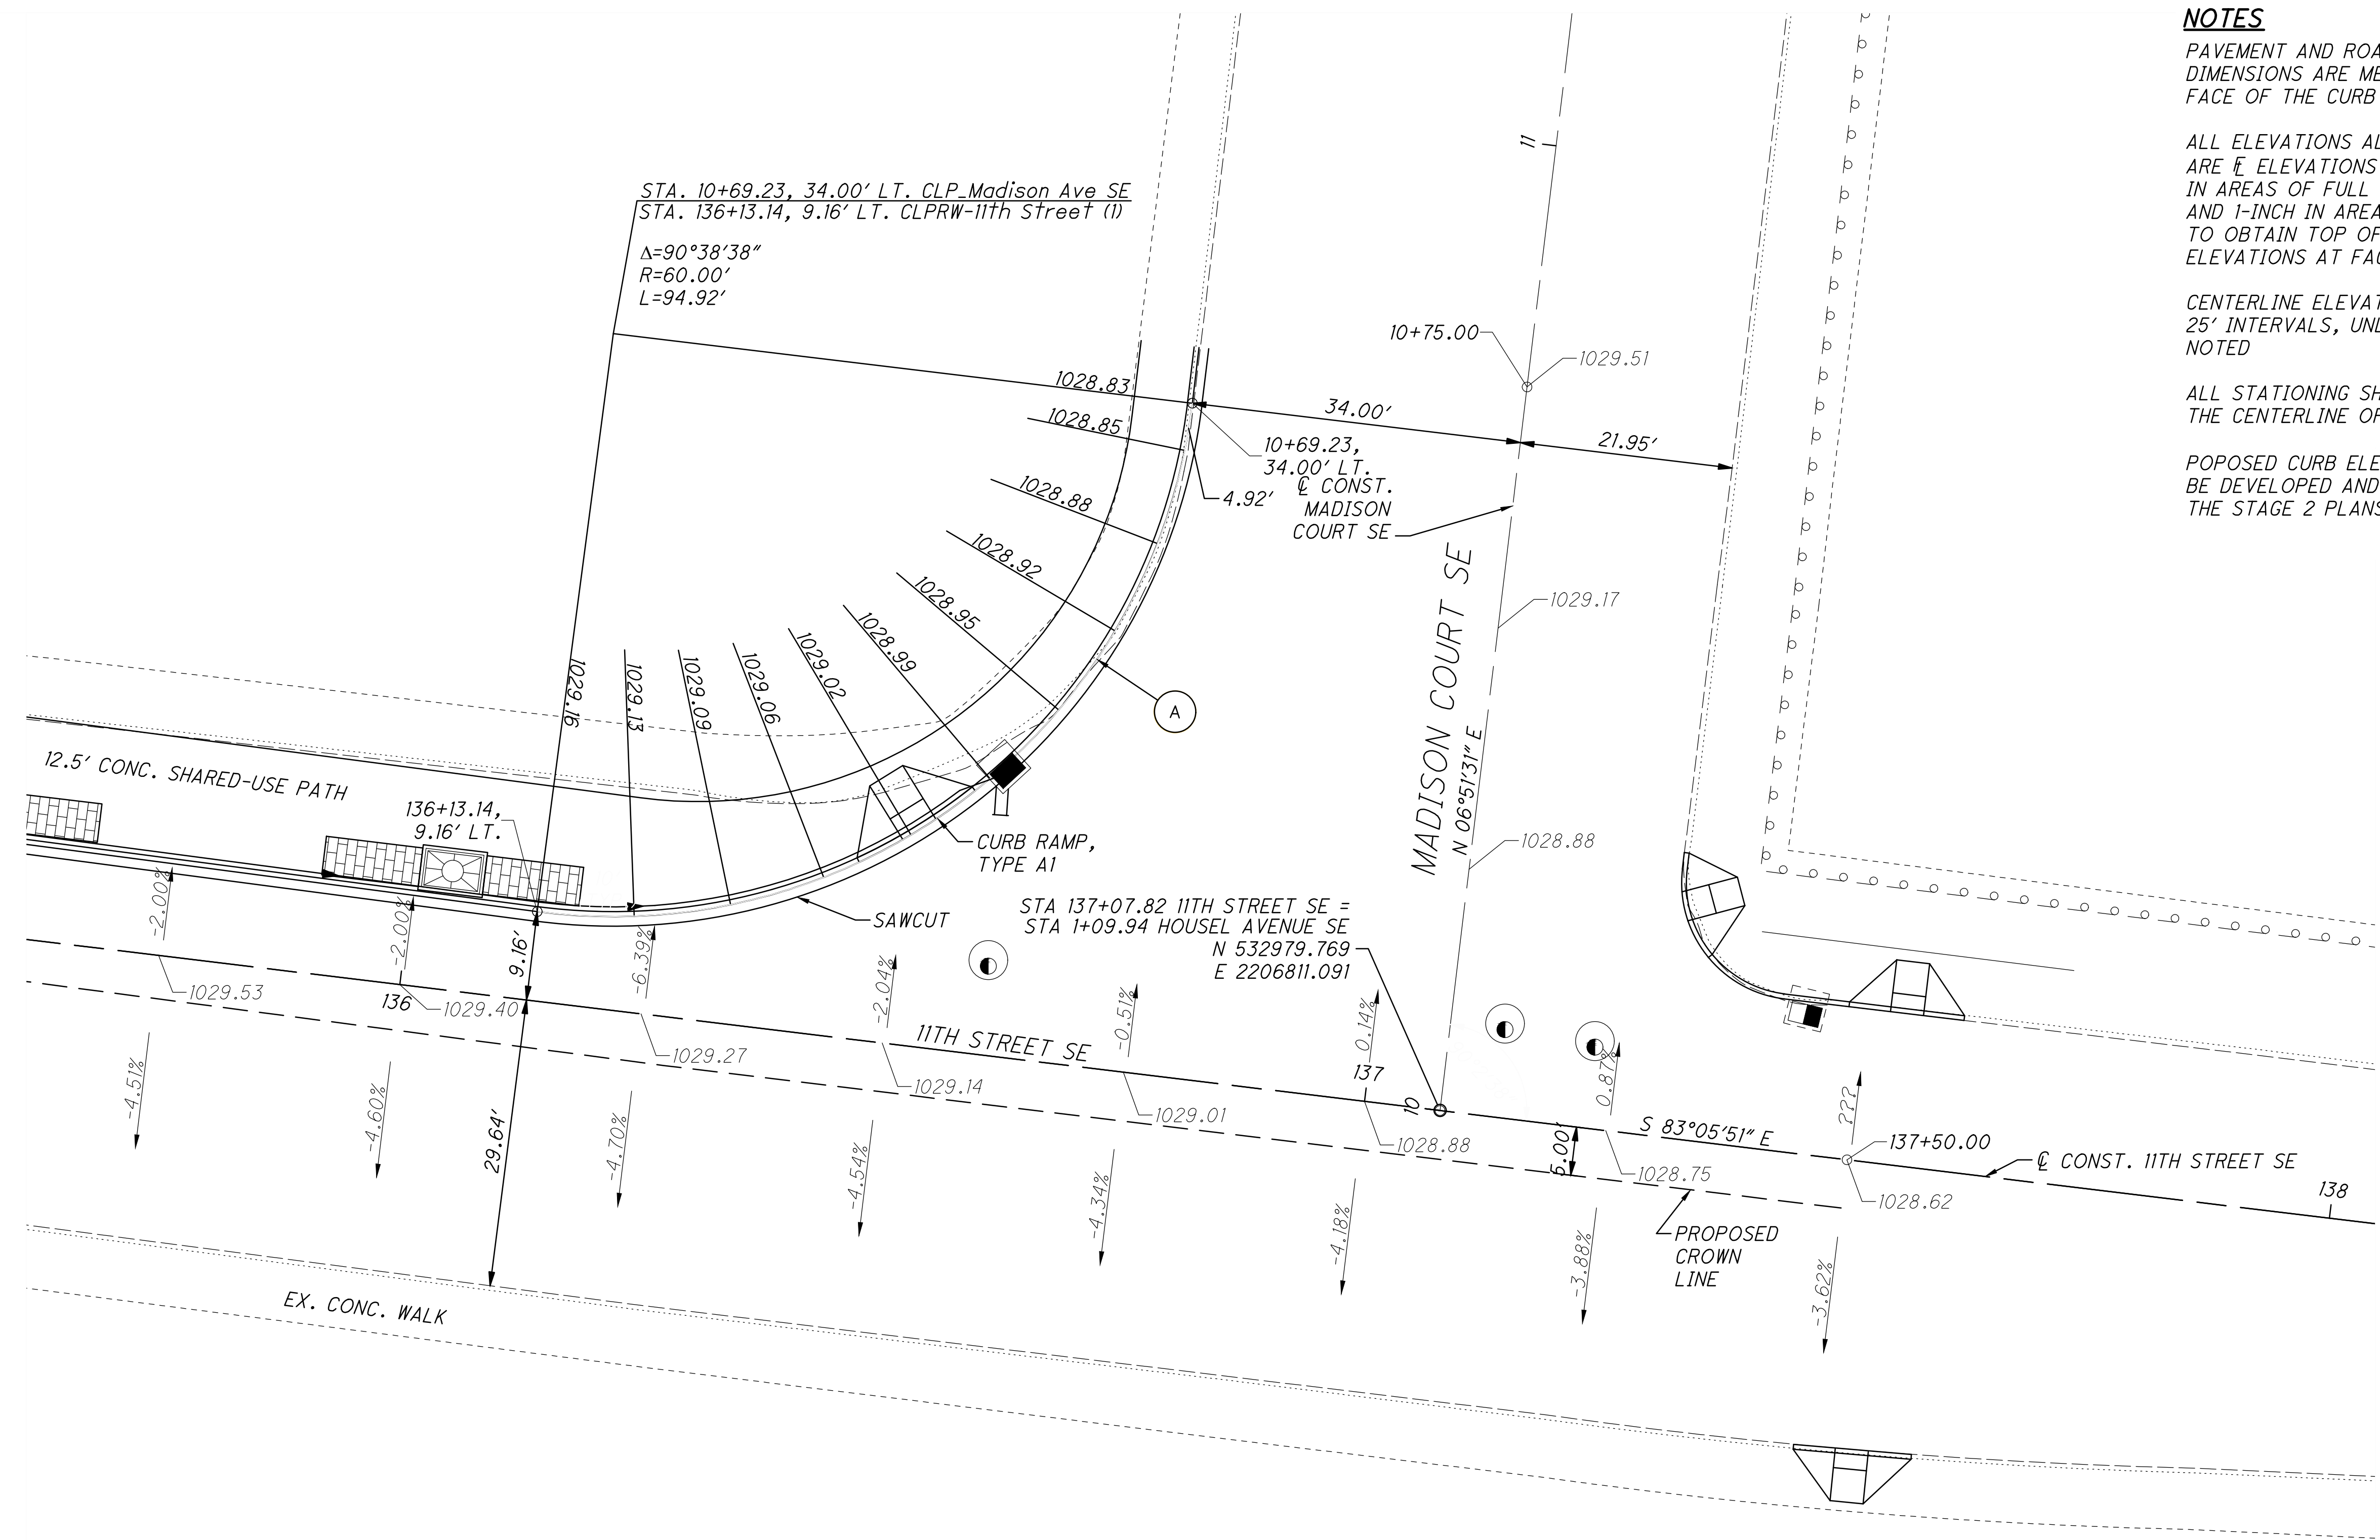 NOTES
PAVEMENT AND ROA
DIMENSIONS ARE ME
FACE OF THE CURB
ALL ELEVATIONS AL
ARE ℄ ELEVATIONS
IN AREAS OF FULL
AND 1-INCH IN AREA
TO OBTAIN TOP OF
ELEVATIONS AT FA
CENTERLINE ELEVAT
25' INTERVALS, UNL
NOTED
ALL STATIONING SH
THE CENTERLINE OF
POPOSED CURB ELE
BE DEVELOPED AND
THE STAGE 2 PLANS
STA. 10+69.23, 34.00' LT. CLP_Madison Ave SE
STA. 136+13.14, 9.16' LT. CLPRW-11th Street (1)
Δ=90°38'38"
R=60.00'
L=94.92'
11
10+75.00
1029.51
34.00'
21.95'
10+69.23,
34.00' LT.
4.92'
℄ CONST.
MADISON
COURT SE
1028.83
1028.85
1028.88
1028.92
1028.95
1028.99
1029.02
1029.06
1029.09
1029.13
1029.16
A
MADISON COURT SE
N 06°51'31" E
1029.17
1028.88
12.5' CONC. SHARED-USE PATH
136+13.14,
9.16' LT.
CURB RAMP,
TYPE A1
SAWCUT
STA 137+07.82 11TH STREET SE =
STA 1+09.94 HOUSEL AVENUE SE
N 532979.769
E 2206811.091
-2.00%
-2.00%
-6.39%
-2.04%
-0.51%
0.14%
0.87%
???
9.16'
1029.53
136
1029.40
1029.27
11TH STREET SE
1029.14
1029.01
137
1028.88
10
5.00'
S 83°05'51" E
1028.75
137+50.00
1028.62
℄ CONST. 11TH STREET SE
138
PROPOSED
CROWN
LINE
-4.51%
-4.60%
29.64'
-4.70%
-4.54%
-4.34%
-4.18%
-3.88%
-3.62%
EX. CONC. WALK